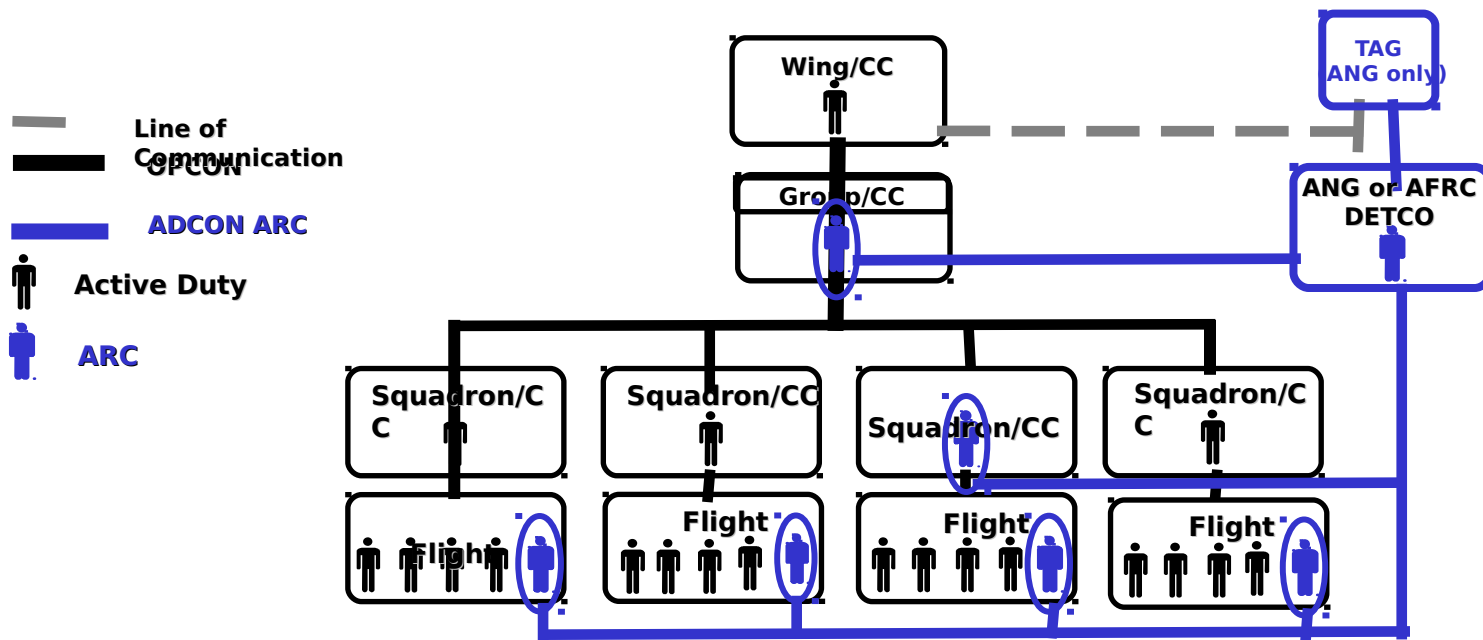 TAG
(ANG only)
Wing/CC
Line of
Communication
OPCON
ADCON ARC
Active Duty
ARC
Group/CC
ANG or AFRC
DETCO
Squadron/C
C
Squadron/CC
Squadron/CC
Squadron/C
C
Flight
Flight
Flight
Flight